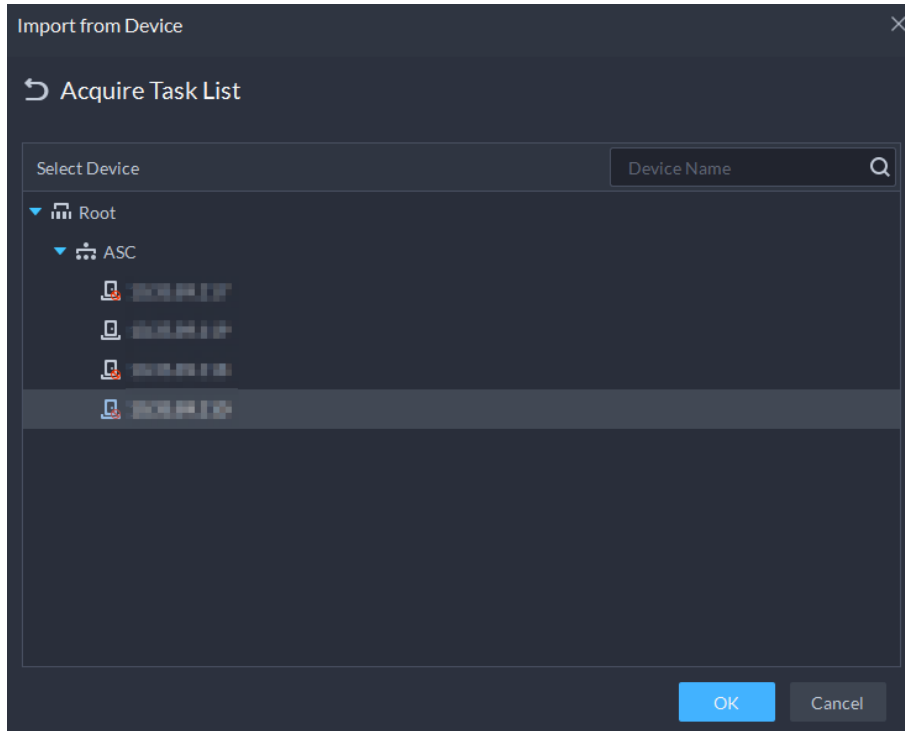 Import from Device
Acquire Task List
Select Device
Device Name
Root
ASC
OK
Cancel